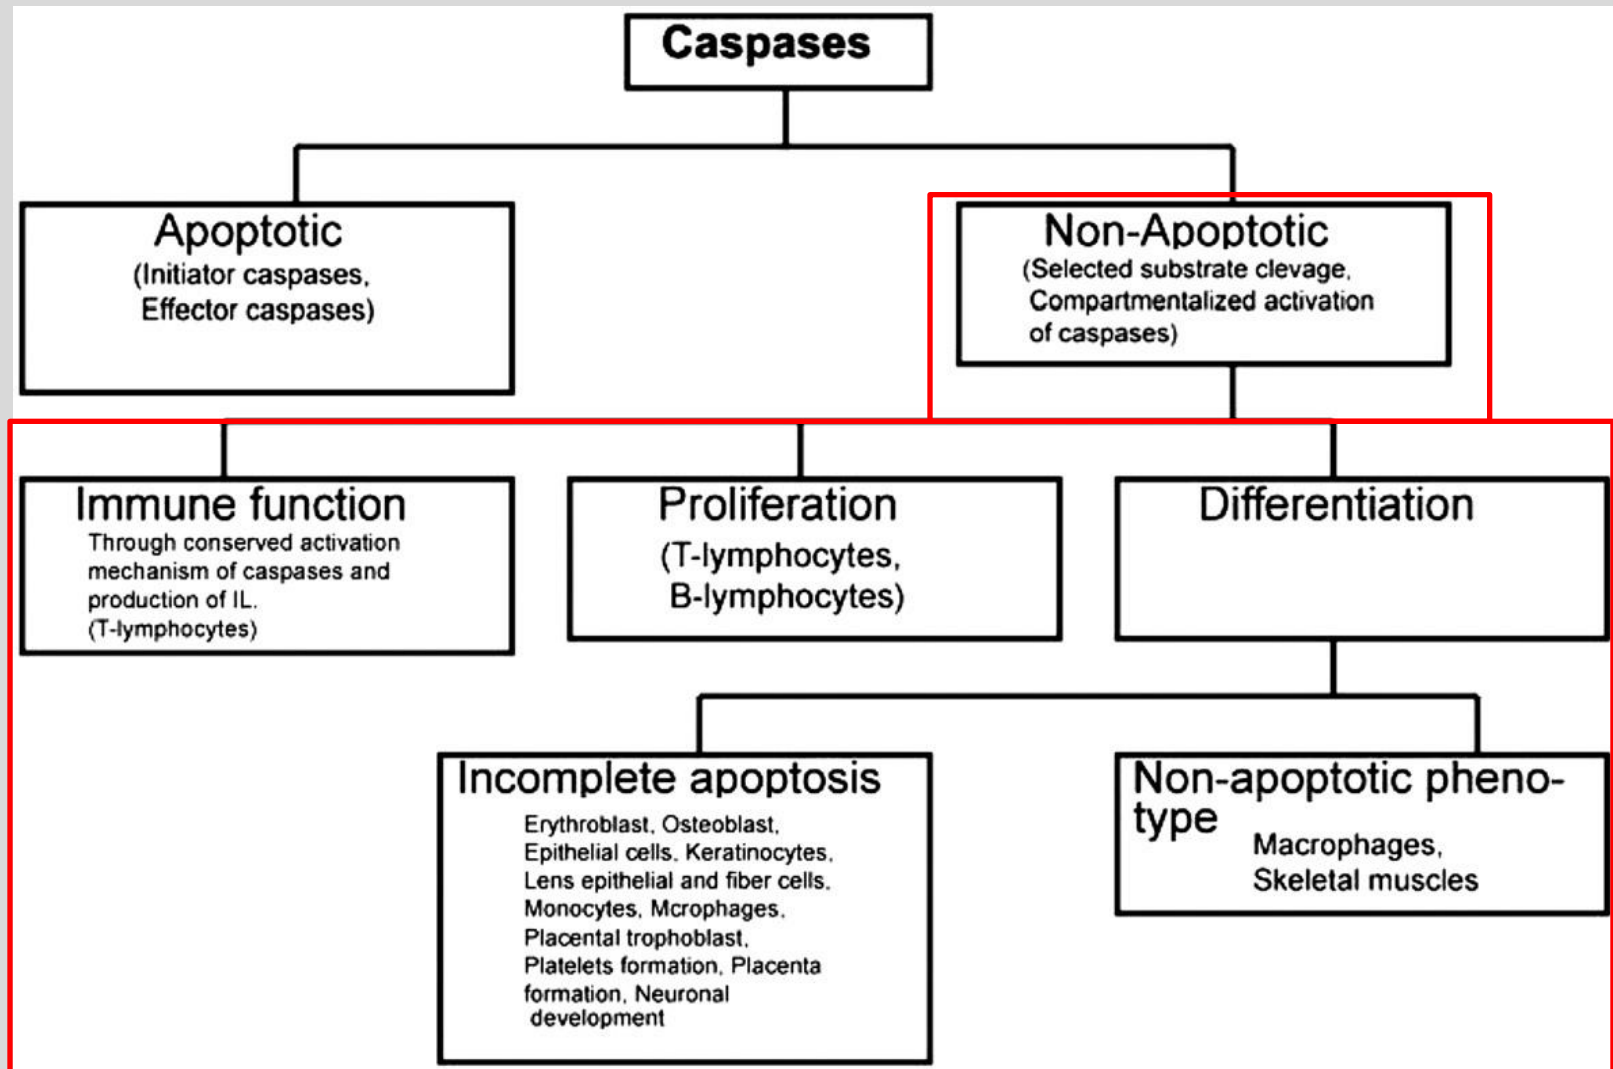 Caspases
Apoptotic
(Initiator caspases,
Effector caspases)
Non-Apoptotic
(Selected substrate clevage,
Compartmentalized activation
of caspases)
Immune function
Through conserved activation
mechanism of caspases and
production of IL.
(T-lymphocytes)
Proliferation
(T-lymphocytes,
B-lymphocytes)
Differentiation
Incomplete apoptosis
Erythroblast, Osteoblast,
Epithelial cells, Keratinocytes,
Lens epithelial and fiber cells,
Monocytes, Mcrophages,
Placental trophoblast,
Platelets formation, Placenta
formation, Neuronal
development
Non-apoptotic pheno-
type
Macrophages,
Skeletal muscles